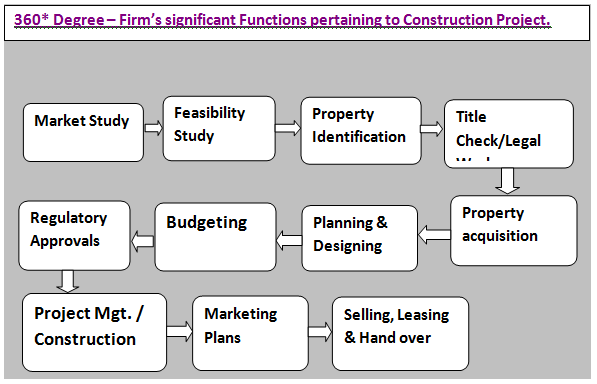 360* Degree – Firm's significant Functions pertaining to Construction Project.
Market Study
Feasibility
Study
Property
Identification
Title
Check/Legal
Property
acquisition
Planning &
Designing
Budgeting
Regulatory
Approvals
Project Mgt. /
Construction
Marketing
Plans
Selling, Leasing
& Hand over